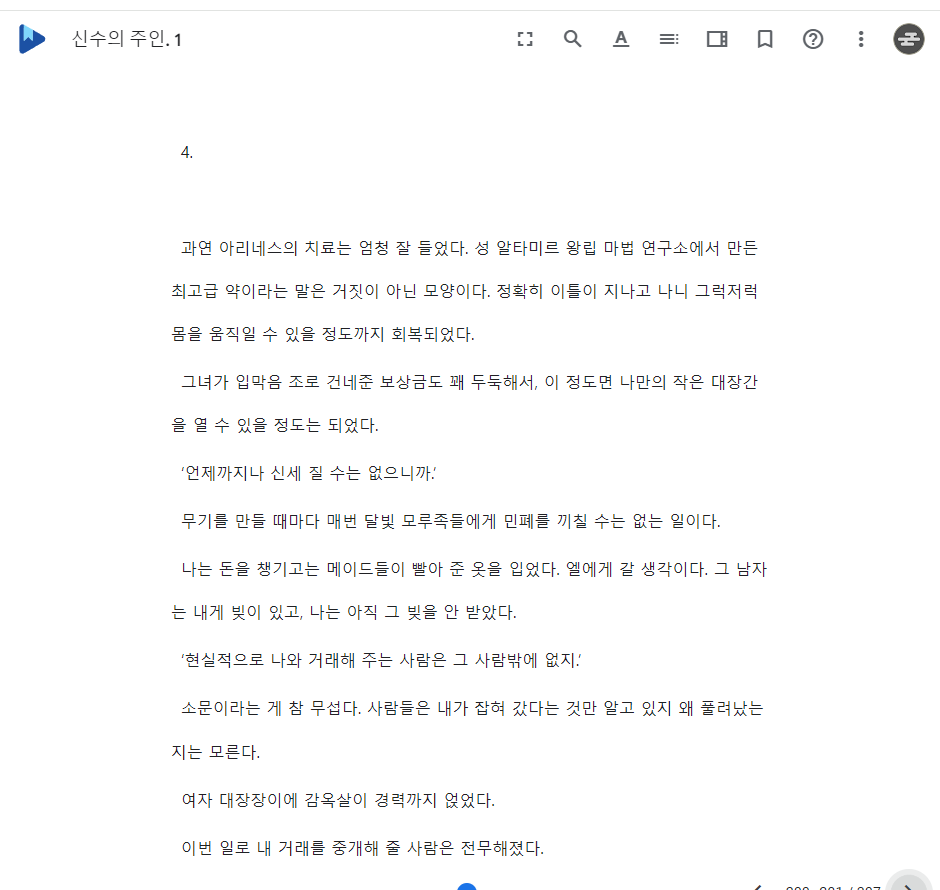 신수의 주인. 1
4.
과연 아리네스의 치료는 엄청 잘 들었다. 성 알타미르 왕립 마법 연구소에서 만든
최고급 약이라는 말은 거짓이 아닌 모양이다. 정확히 이틀이 지나고 나니 그럭저럭
몸을 움직일 수 있을 정도까지 회복되었다.
그녀가 입막음 조로 건네준 보상금도 꽤 두둑해서, 이 정도면 나만의 작은 대장간
을 열 수 있을 정도는 되었다.
‘언제까지나 신세 질 수는 없으니까.’
무기를 만들 때마다 매번 달빛 모루족들에게 민폐를 끼칠 수는 없는 일이다.
나는 돈을 챙기고는 메이드들이 빨아 준 옷을 입었다. 엘에게 갈 생각이다. 그 남자
는 내게 빚이 있고, 나는 아직 그 빚을 안 받았다.
‘현실적으로 나와 거래해 주는 사람은 그 사람밖에 없지.’
소문이라는 게 참 무섭다. 사람들은 내가 잡혀 갔다는 것만 알고 있지 왜 풀려났는
지는 모른다.
여자 대장장이에 감옥살이 경력까지 얹었다.
이번 일로 내 거래를 중개해 줄 사람은 전무해졌다.